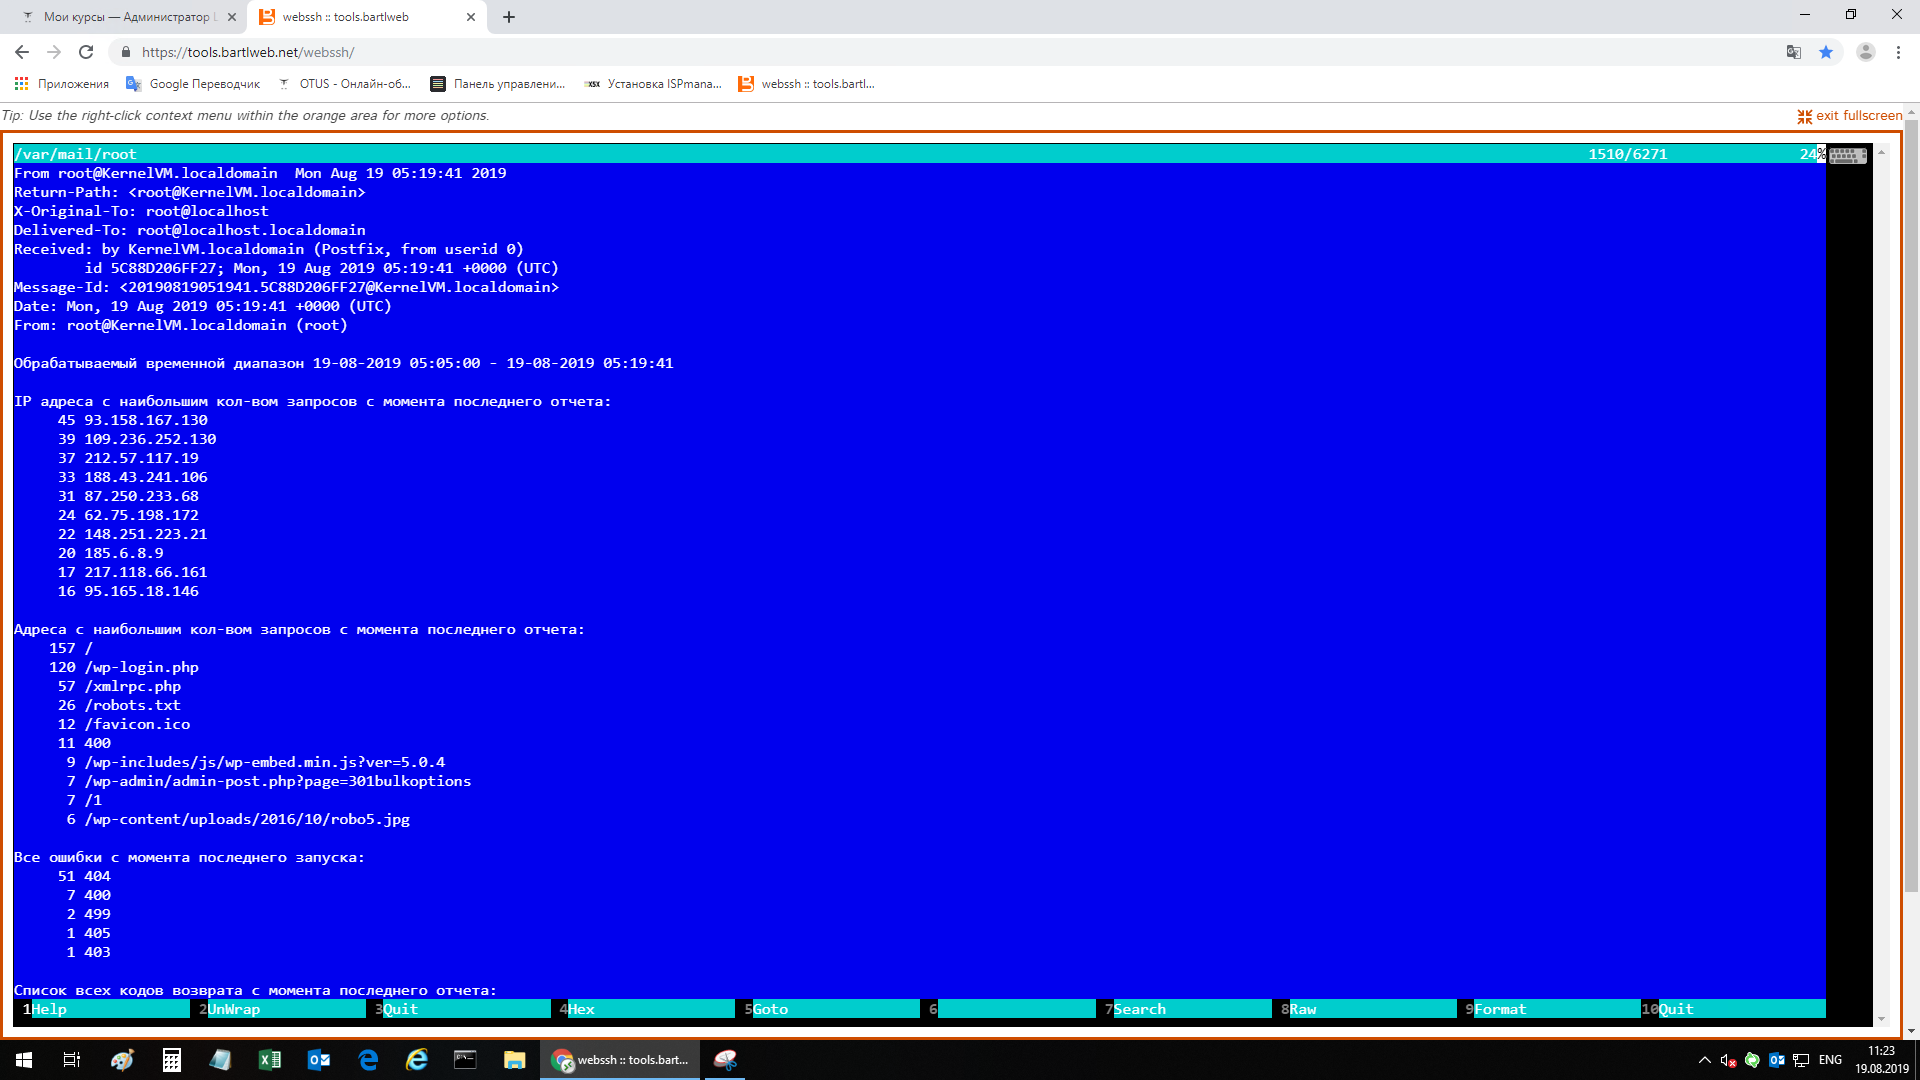 Мои курсы — Администратор L
webssh :: tools.bartlweb
https://tools.bartlweb.net/webssh/
Приложения
Google Переводчик
OTUS - Онлайн-об...
Панель управлени...
Установка ISPmana...
webssh :: tools.bartl...
Tip: Use the right-click context menu within the orange area for more options.
exit fullscreen
/var/mail/root 1510/6271 24%
From root@KernelVM.localdomain  Mon Aug 19 05:19:41 2019
Return-Path: <root@KernelVM.localdomain>
X-Original-To: root@localhost
Delivered-To: root@localhost.localdomain
Received: by KernelVM.localdomain (Postfix, from userid 0)
        id 5C88D206FF27; Mon, 19 Aug 2019 05:19:41 +0000 (UTC)
Message-Id: <20190819051941.5C88D206FF27@KernelVM.localdomain>
Date: Mon, 19 Aug 2019 05:19:41 +0000 (UTC)
From: root@KernelVM.localdomain (root)
Обрабатываемый временной диапазон 19-08-2019 05:05:00 - 19-08-2019 05:19:41
IP адреса с наибольшим кол-вом запросов с момента последнего отчета:
45 93.158.167.130
39 109.236.252.130
37 212.57.117.19
33 188.43.241.106
31 87.250.233.68
24 62.75.198.172
22 148.251.223.21
20 185.6.8.9
17 217.118.66.161
16 95.165.18.146
Адреса с наибольшим кол-вом запросов с момента последнего отчета:
157 /
120 /wp-login.php
57 /xmlrpc.php
26 /robots.txt
12 /favicon.ico
11 400
9 /wp-includes/js/wp-embed.min.js?ver=5.0.4
7 /wp-admin/admin-post.php?page=301bulkoptions
7 /1
6 /wp-content/uploads/2016/10/robo5.jpg
Все ошибки с момента последнего запуска:
51 404
7 400
2 499
1 405
1 403
Список всех кодов возврата с момента последнего отчета:
1Help 2UnWrap 3Quit 4Hex 5Goto 6 7Search 8Raw 9Format 10Quit
webssh :: tools.bart...
ENG
11:23
19.08.2019